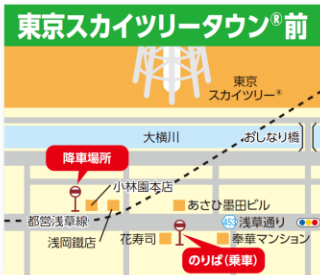 東京スカイツリータウン®前
東京
スカイツリー®
大横川
おしなり橋
降車場所
小林園本店
あさひ墨田ビル
都営浅草線
453
浅草通り
浅岡鐵店
花寿司
奉華マンション
のりば(乗車)